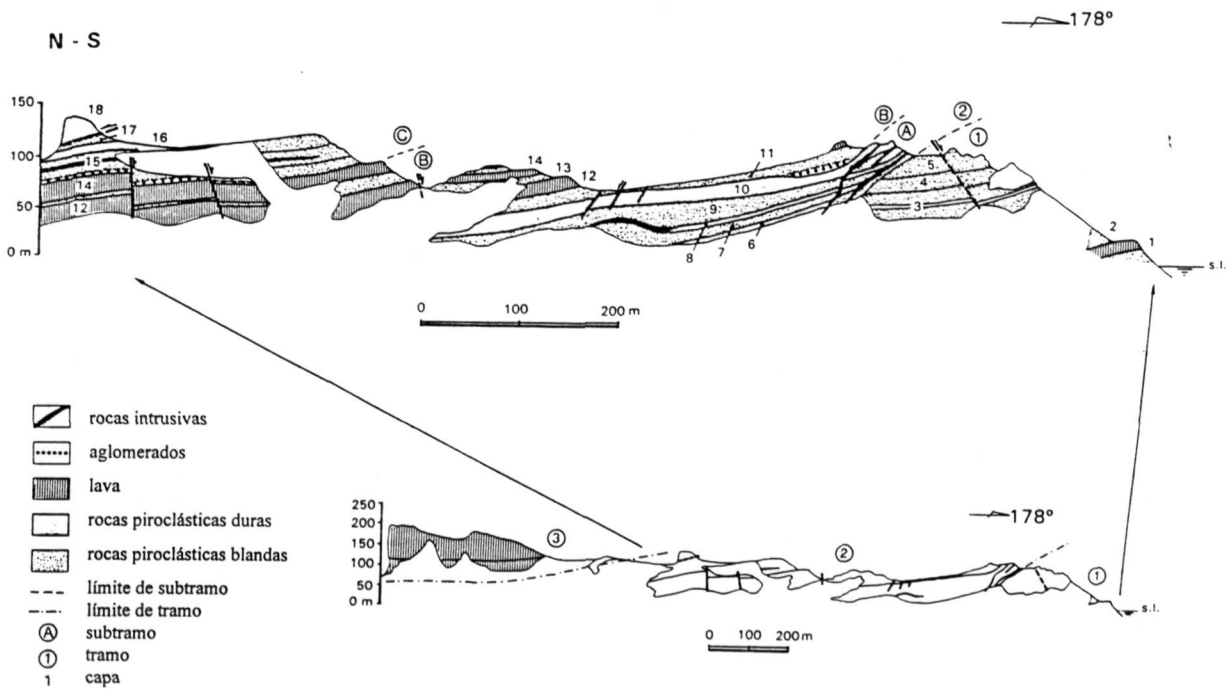 N - S
178°
150
100
50
0 m
18
17
16
15
14
12
C
B
14
13
12
11
10
9
8
7
6
B
A
2
1
5
4
3
2
1
s.l.
0 100 200 m
rocas intrusivas
aglomerados
lava
rocas piroclásticas duras
rocas piroclásticas blandas
límite de subtramo
límite de tramo
A subtramo
1 tramo
1 capa
250
200
150
100
50
0 m
3
2
1
178°
s.l.
0 100 200 m